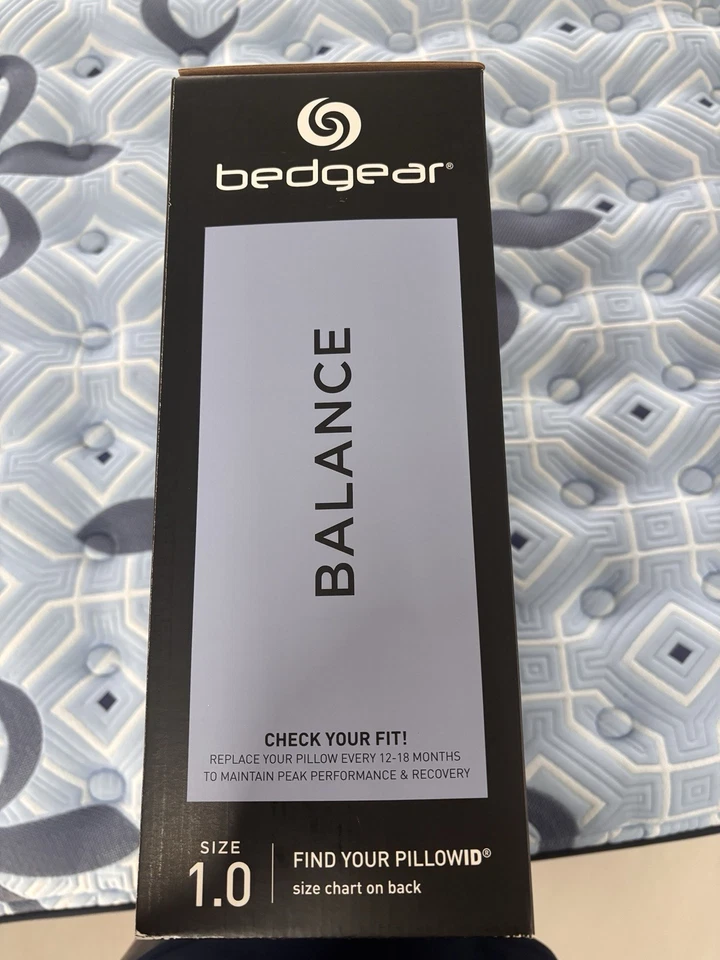 bedgear®
BALANCE
CHECK YOUR FIT!
REPLACE YOUR PILLOW EVERY 12-18 MONTHS
TO MAINTAIN PEAK PERFORMANCE & RECOVERY
SIZE
1.0
FIND YOUR PILLOWID®
size chart on back